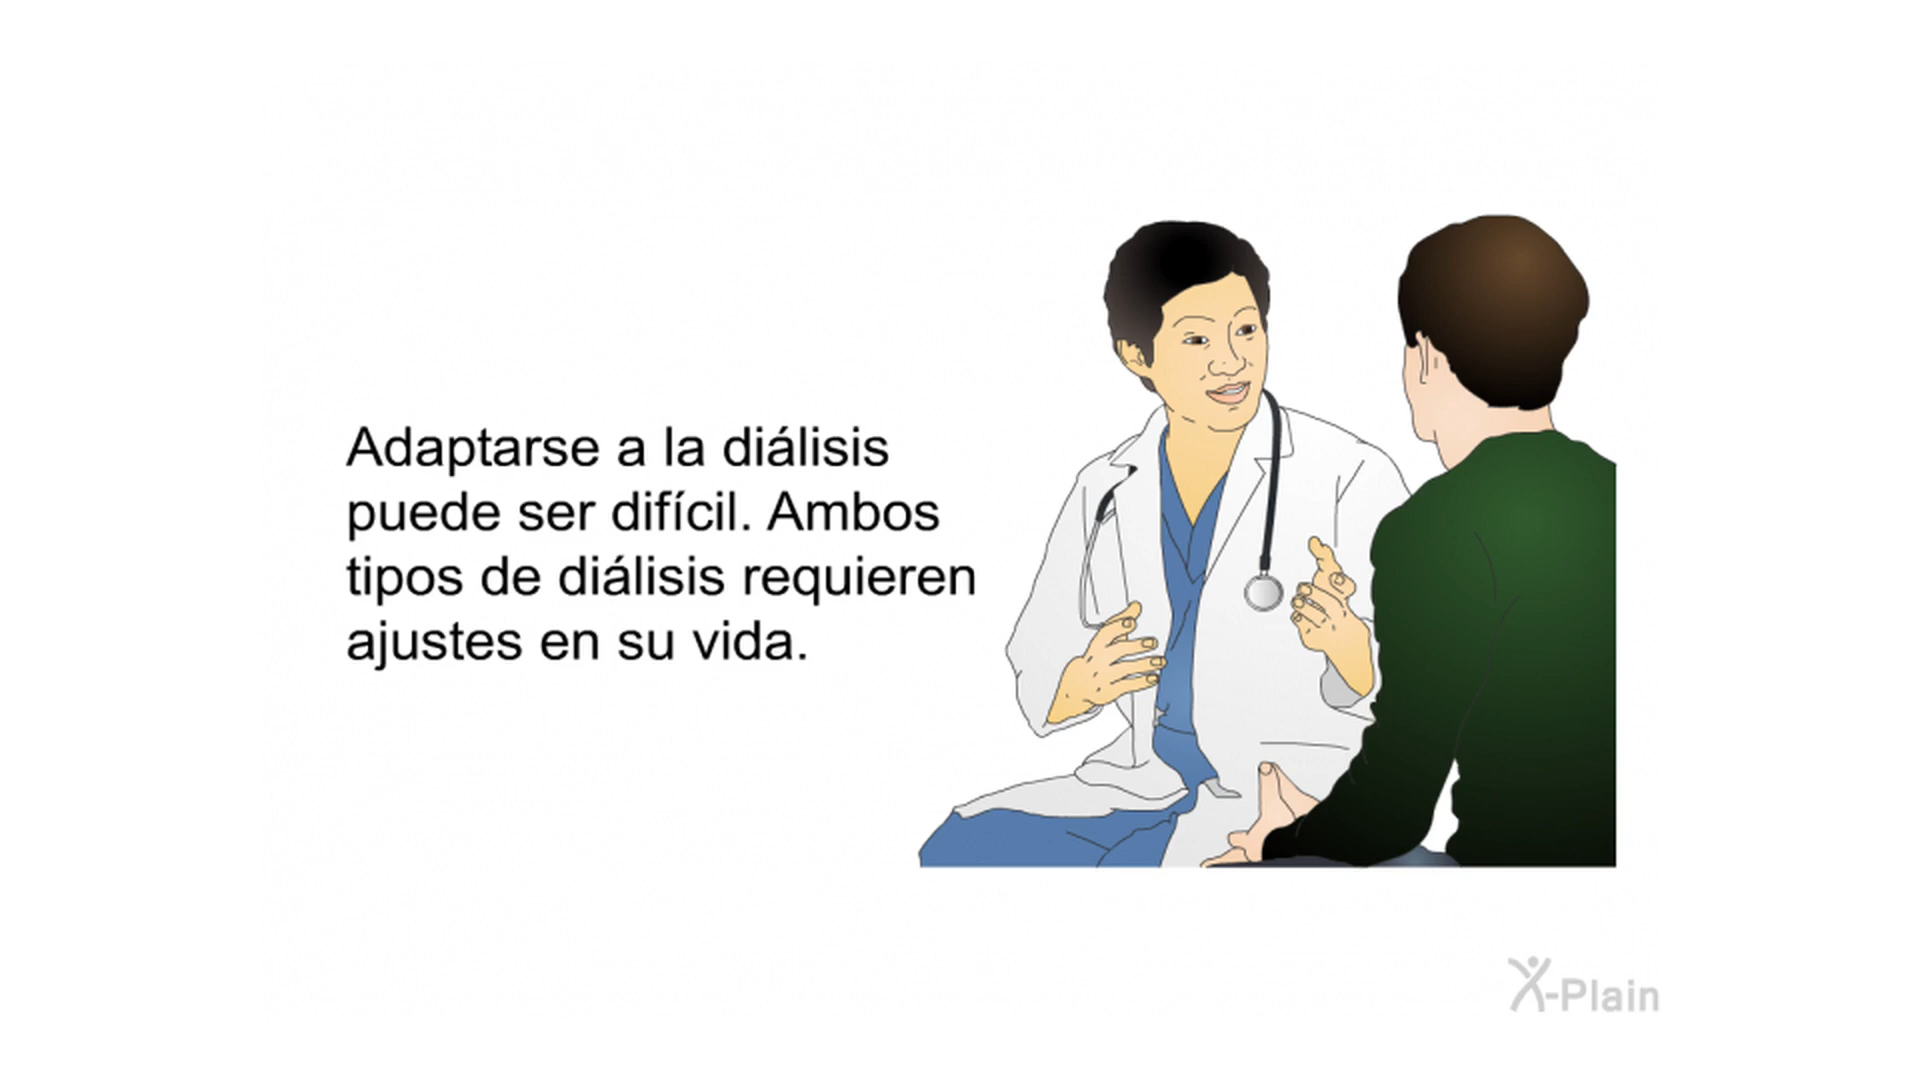 Adaptarse a la diálisis
puede ser difícil. Ambos
tipos de diálisis requieren
ajustes en su vida.
X-Plain